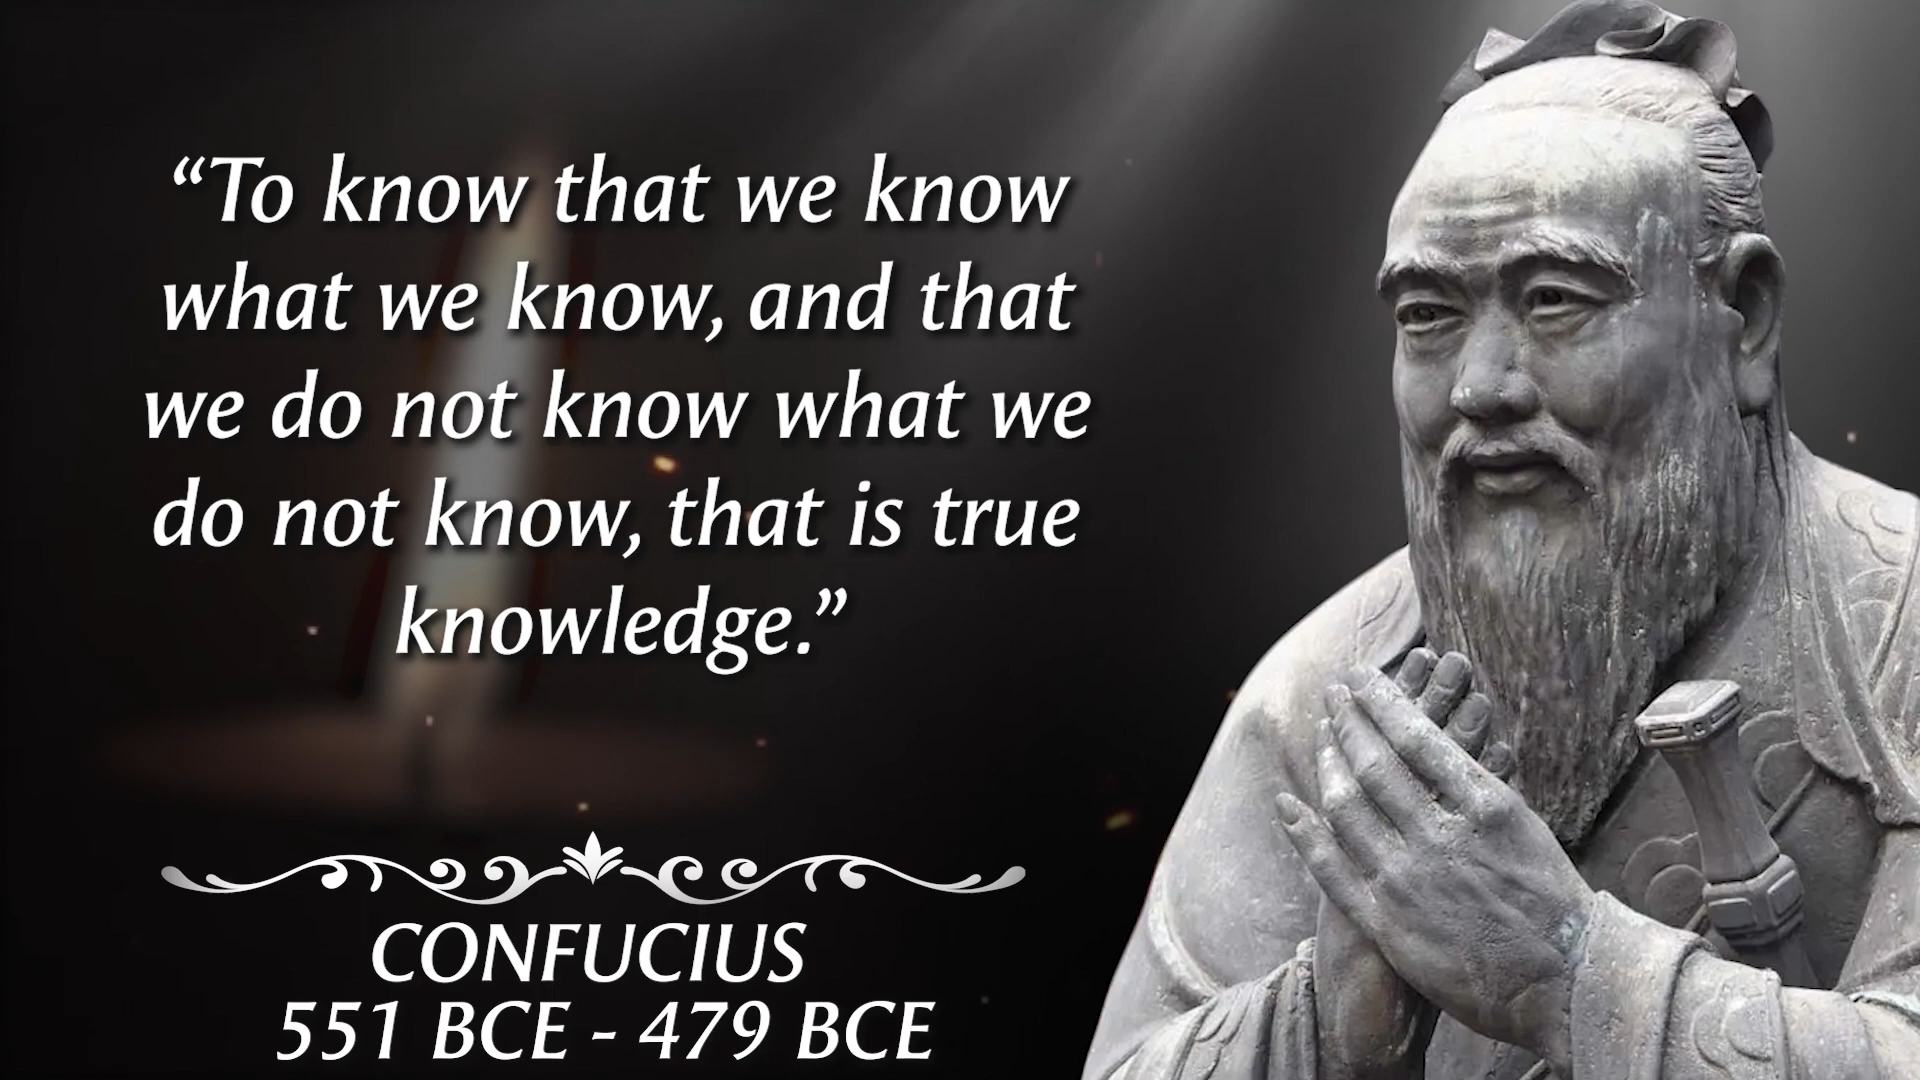 “To know that we know
what we know, and that
we do not know what we
do not know, that is true
knowledge.”
CONFUCIUS
551 BCE - 479 BCE